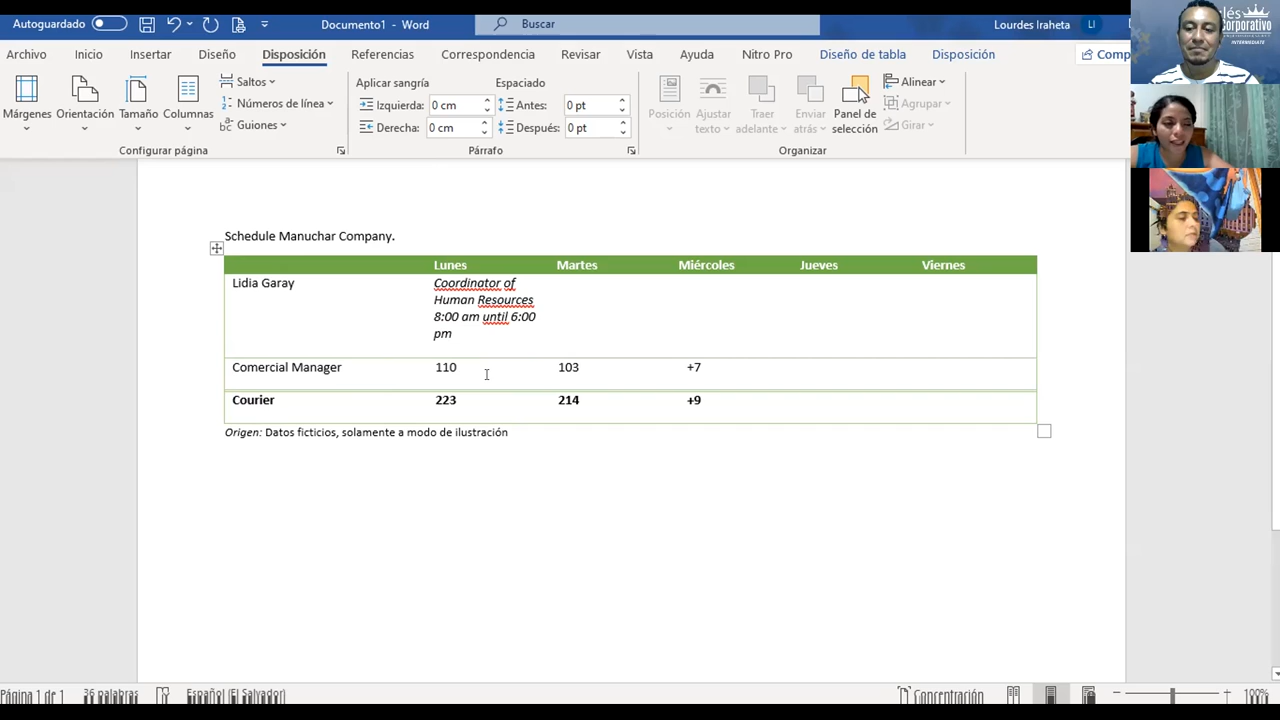 Autoguardado
Documento1 - Word
Buscar
Lourdes Iraheta
LI
Archivo
Inicio
Insertar
Diseño
Disposición
Referencias
Correspondencia
Revisar
Vista
Ayuda
Nitro Pro
Diseño de tabla
Disposición
Comp
Márgenes
Orientación
Tamaño
Columnas
Saltos
Números de línea
Guiones
Configurar página
Aplicar sangría
Izquierda: 0 cm
Derecha: 0 cm
Espaciado
Antes: 0 pt
Después: 0 pt
Párrafo
Posición
Ajustar
texto
Traer
adelante
Enviar
atrás
Panel de
selección
Alinear
Agrupar
Girar
Organizar
Corporativo
INTERMEDIATE
Schedule Manuchar Company.
Lunes Martes Miércoles Jueves Viernes
Lidia Garay
Coordinator of
Human Resources
8:00 am until 6:00
pm
Comercial Manager 110 103 +7
Courier 223 214 +9
Origen: Datos ficticios, solamente a modo de ilustración
Página 1 de 1
36 palabras
Español (El Salvador)
Concentración
100%